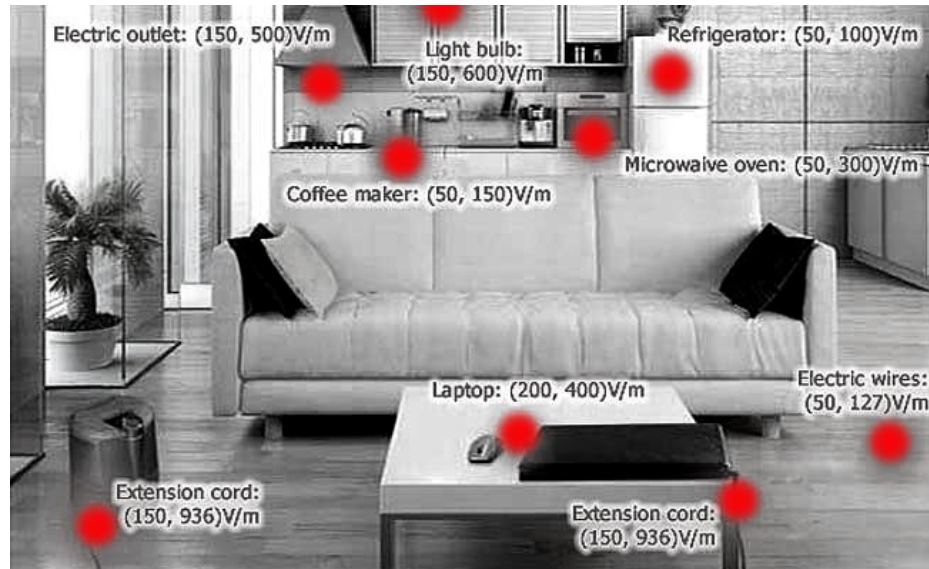 Electric outlet: (150, 500)V/m
Light bulb:
(150, 600)V/m
Refrigerator: (50, 100)V/m
Microwaive oven: (50, 300)V/m
Coffee maker: (50, 150)V/m
Laptop: (200, 400)V/m
Electric wires:
(50, 127)V/m
Extension cord:
(150, 936)V/m
Extension cord:
(150, 936)V/m